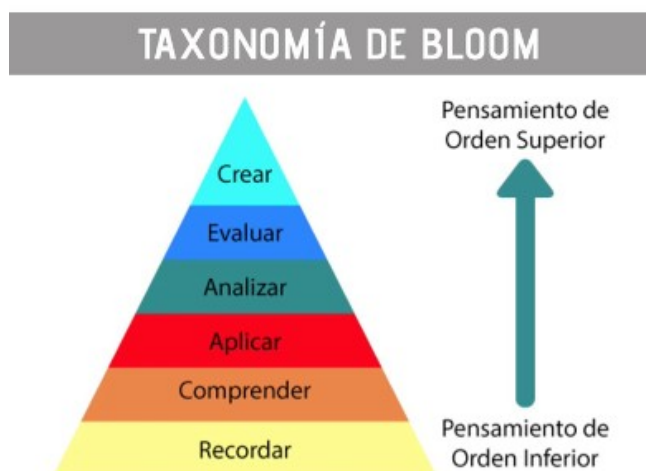 TAXONOMÍA DE BLOOM
Crear
Evaluar
Analizar
Aplicar
Comprender
Recordar
Pensamiento de
Orden Superior
Pensamiento de
Orden Inferior